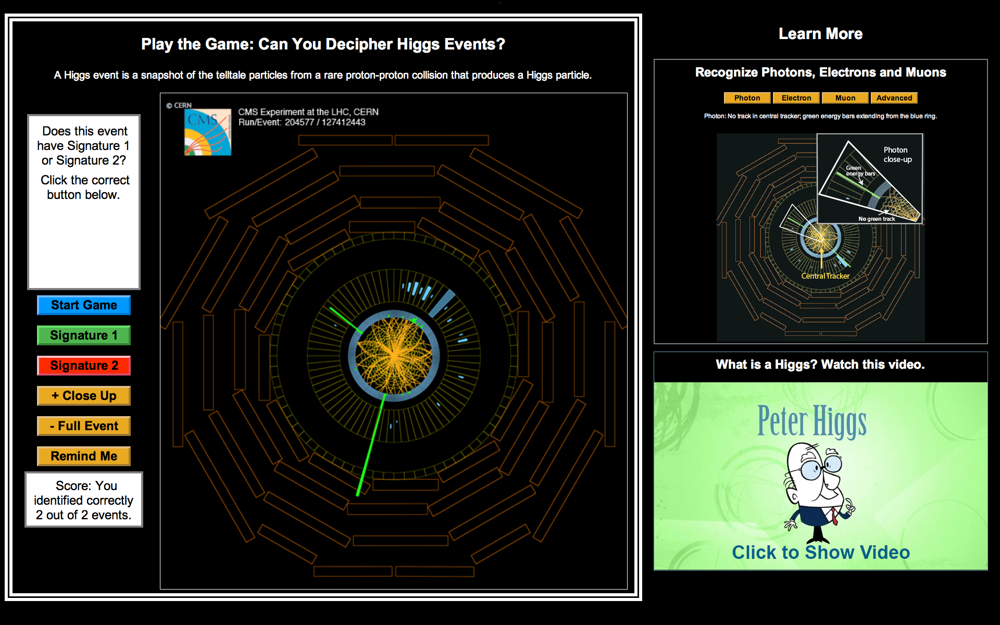 Play the Game: Can You Decipher Higgs Events?
A Higgs event is a snapshot of the telltale particles from a rare proton-proton collision that produces a Higgs particle.
Does this event
have Signature 1
or Signature 2?
Click the correct
button below.
Start Game
Signature 1
Signature 2
+ Close Up
- Full Event
Remind Me
Score: You
identified correctly
2 out of 2 events.
© CERN
CMS
CMS Experiment at the LHC, CERN
Run/Event: 204577 / 127412443
Learn More
Recognize Photons, Electrons and Muons
Photon Electron Muon Advanced
Photon: No track in central tracker; green energy bars extending from the blue ring.
Photon
close-up
Green
energy bars
No green track
Central Tracker
What is a Higgs? Watch this video.
Peter Higgs
Click to Show Video